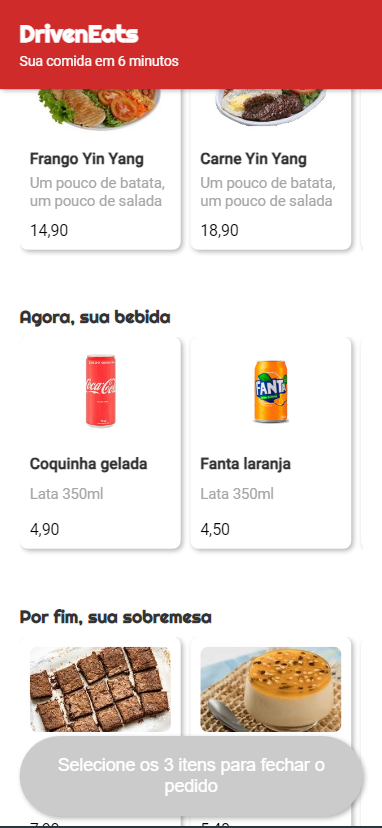 DrivenEats
Sua comida em 6 minutos
Frango Yin Yang
Carne Yin Yang
Um pouco de batata,
um pouco de salada
Um pouco de batata,
um pouco de salada
14,90
18,90
Agora, sua bebida
Coca-Cola
FANTA
Coquinha gelada
Fanta laranja
Lata 350ml
Lata 350ml
4,90
4,50
Por fim, sua sobremesa
Selecione os 3 itens para fechar o
pedido